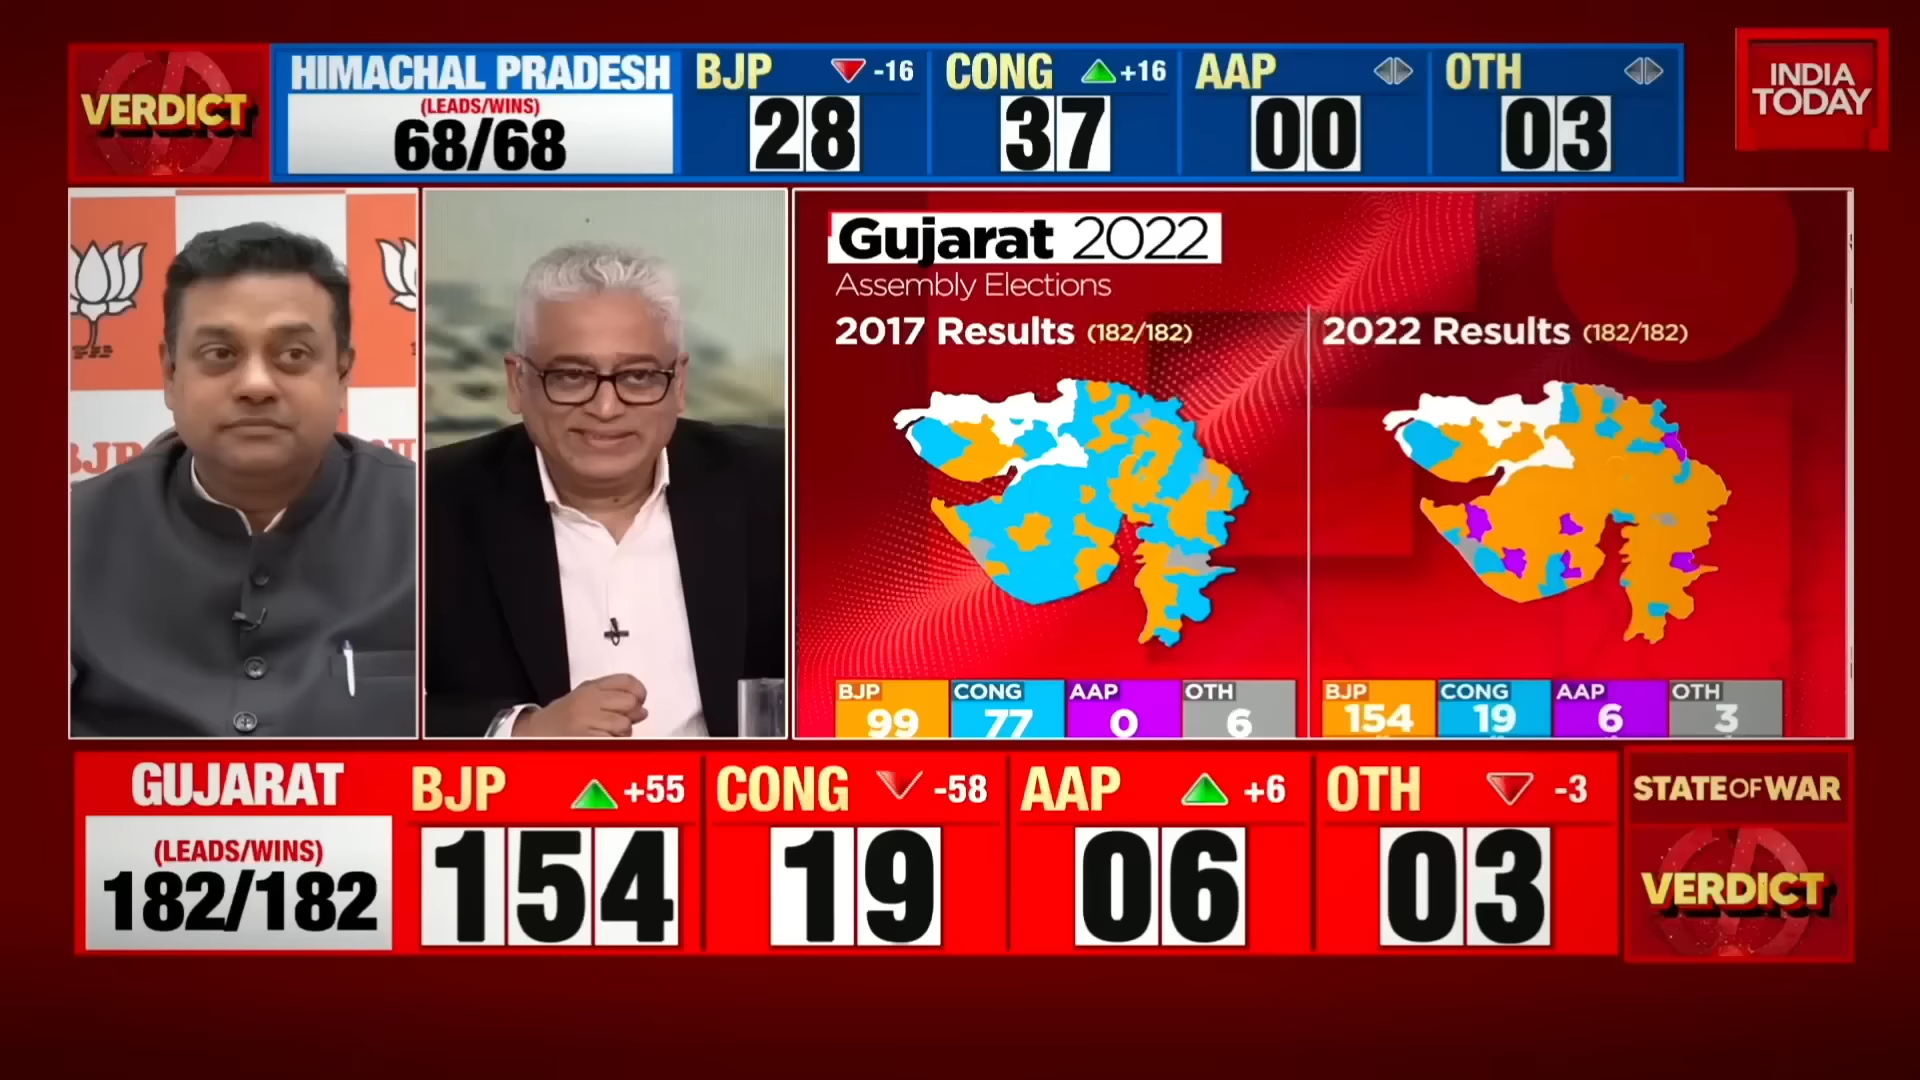 VERDICT
HIMACHAL PRADESH
(LEADS/WINS)
68/68
BJP -16
28
CONG +16
37
AAP
00
OTH
03
INDIA
TODAY
BJP
Gujarat 2022
Assembly Elections
2017 Results (182/182)
2022 Results (182/182)
BJP
99
CONG
77
AAP
0
OTH
6
BJP
154
CONG
19
AAP
6
OTH
3
GUJARAT
(LEADS/WINS)
182/182
BJP +55
154
CONG -58
19
AAP +6
06
OTH -3
03
STATE OF WAR
VERDICT